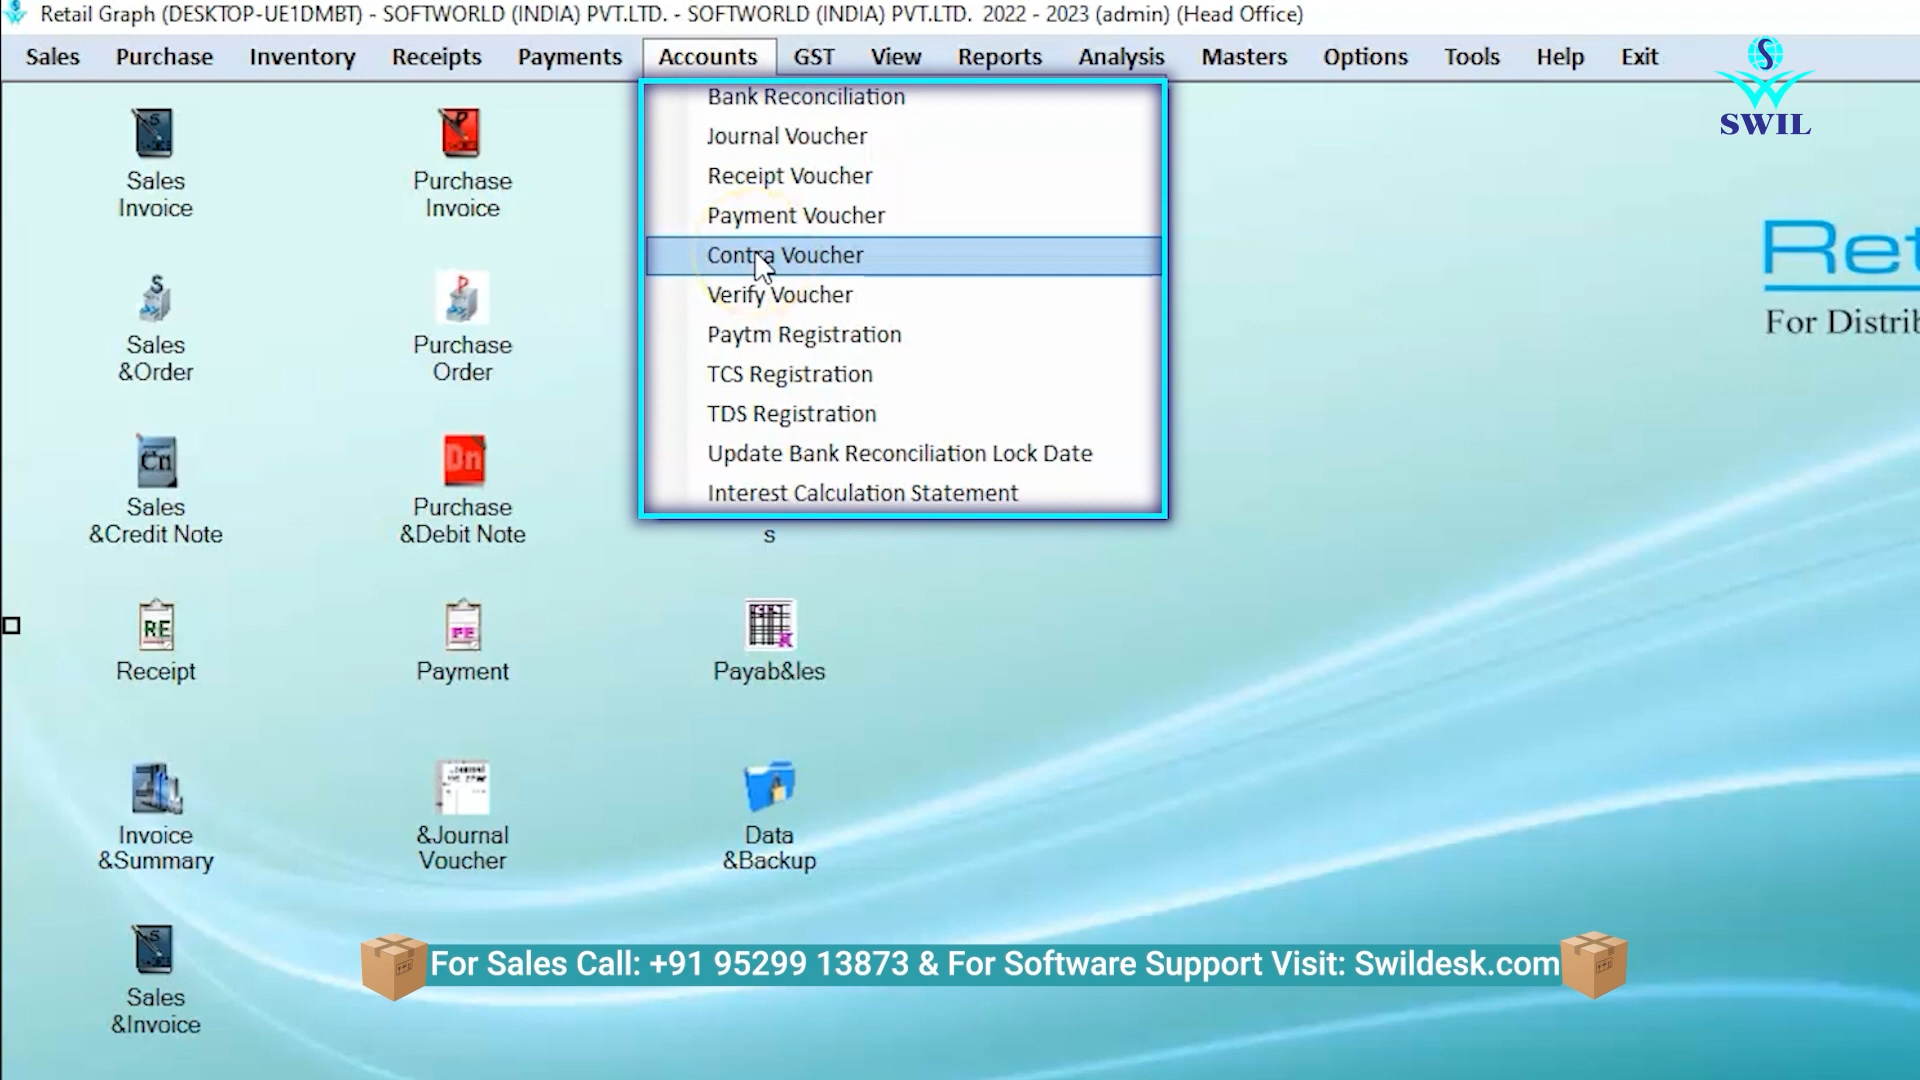 Retail Graph (DESKTOP-UE1DMBT) - SOFTWORLD (INDIA) PVT.LTD. - SOFTWORLD (INDIA) PVT.LTD. 2022 - 2023 (admin) (Head Office)
Sales Purchase Inventory Receipts Payments Accounts GST View Reports Analysis Masters Options Tools Help Exit
S
SWIL
Bank Reconciliation
Journal Voucher
Receipt Voucher
Payment Voucher
Contra Voucher
Verify Voucher
Paytm Registration
TCS Registration
TDS Registration
Update Bank Reconciliation Lock Date
Interest Calculation Statement
s
S
Sales
Invoice
P
Purchase
Invoice
Ret
For Distrib
S
Sales
&Order
P
Purchase
Order
Cn
Sales
&Credit Note
Dn
Purchase
&Debit Note
RE
Receipt
PE
Payment
Payab&les
Invoice
&Summary
&Journal
Voucher
Data
&Backup
S
Sales
&Invoice
For Sales Call: +91 95299 13873 & For Software Support Visit: Swildesk.com